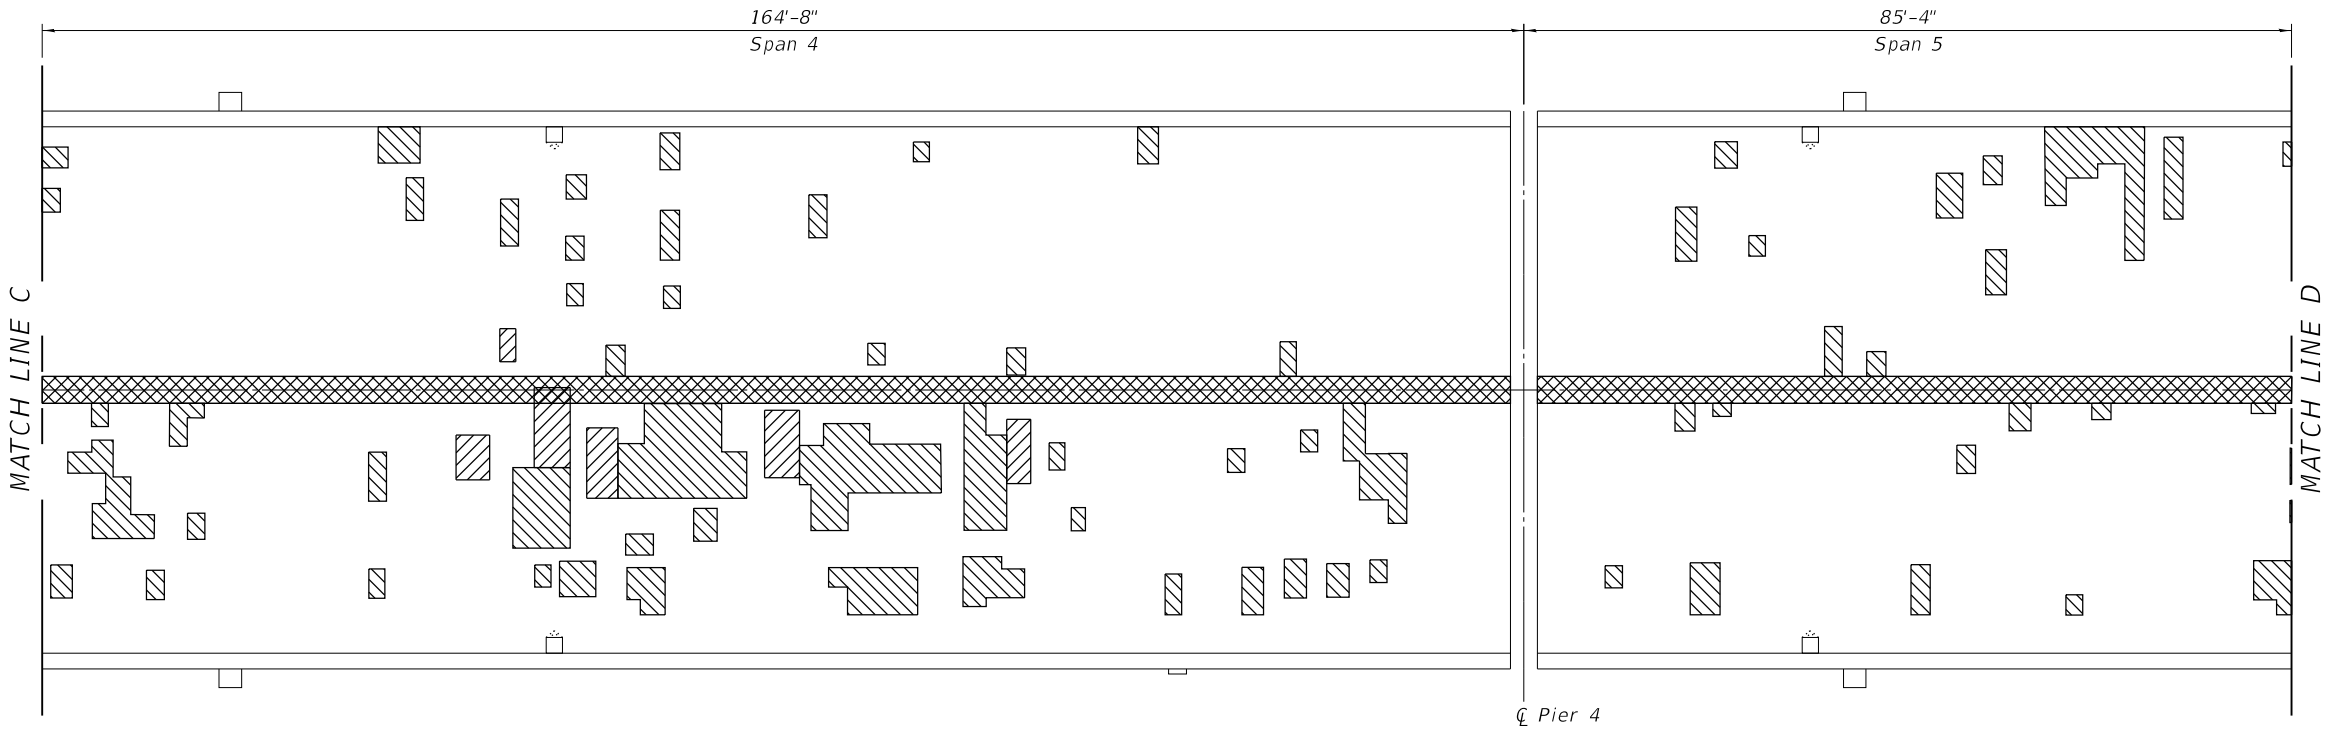 164'-8"
85'-4"
Span 4
Span 5
MATCH LINE C
MATCH LINE D
℄ Pier 4